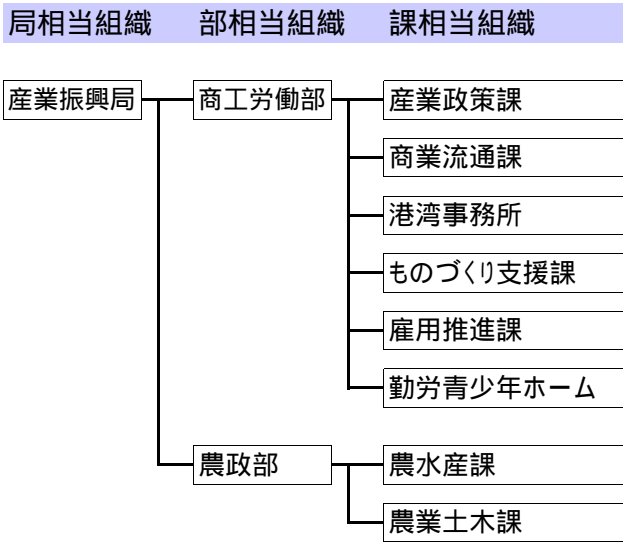 局相当組織 部相当組織 課相当組織
産業振興局 商工労働部 産業政策課
商業流通課
港湾事務所
ものづくり支援課
雇用推進課
勤労青少年ホーム
農政部 農水産課
農業土木課